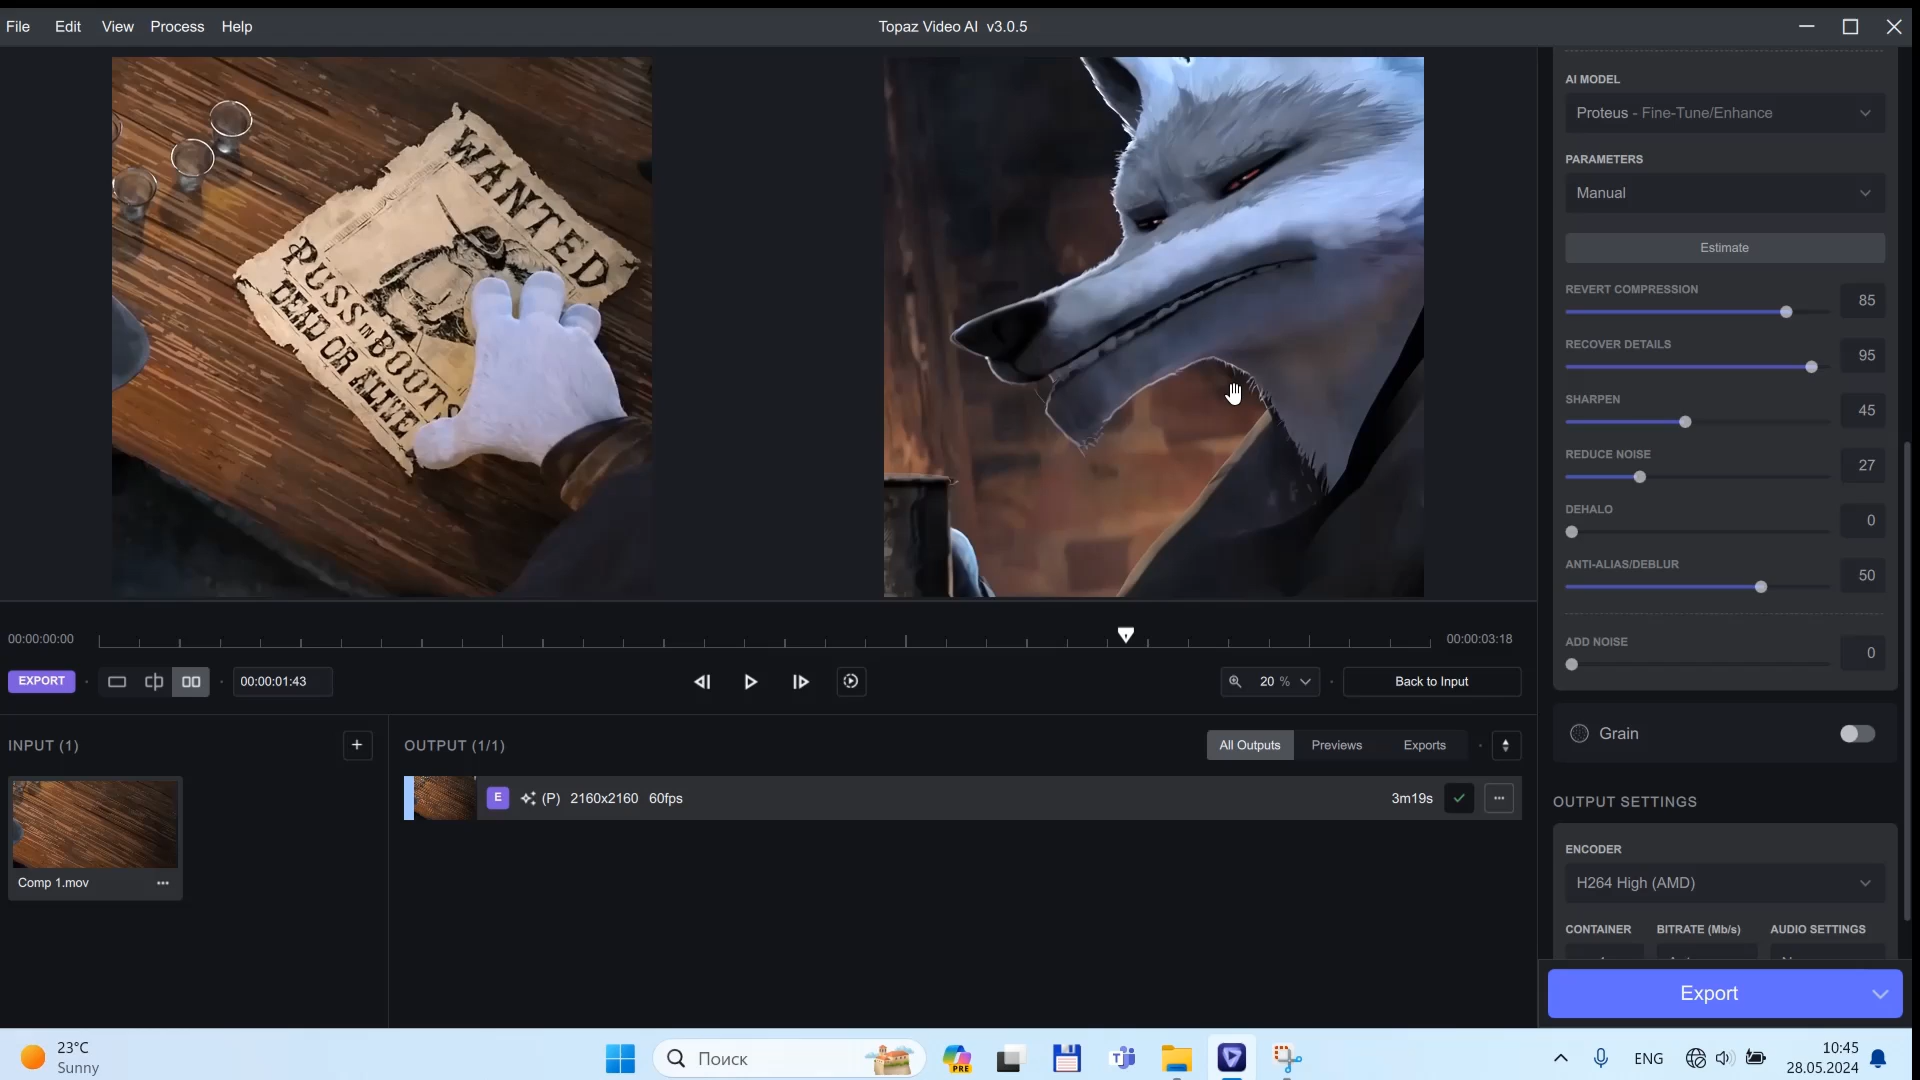 File Edit View Process Help
Topaz Video AI v3.0.5
WANTED
PUSS IN BOOTS
DEAD OR ALIVE
AI MODEL
Proteus - Fine-Tune/Enhance
PARAMETERS
Manual
Estimate
REVERT COMPRESSION
85
RECOVER DETAILS
95
SHARPEN
45
REDUCE NOISE
27
DEHALO
0
ANTI-ALIAS/DEBLUR
50
ADD NOISE
0
Grain
OUTPUT SETTINGS
ENCODER
H264 High (AMD)
CONTAINER BITRATE (Mb/s) AUDIO SETTINGS
Export
00:00:00:00
00:00:03:18
EXPORT
00:00:01:43
20 %
Back to Input
INPUT (1)
+
OUTPUT (1/1)
All Outputs Previews Exports
E (P) 2160x2160 60fps 3m19s
Comp 1.mov
23°C
Sunny
Поиск
PRE
ENG
10:45
28.05.2024